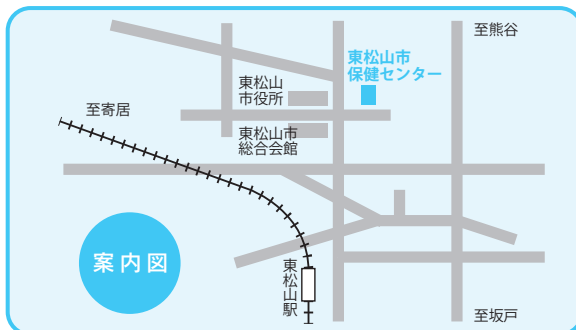 至熊谷
東松山市
保健センター
東松山
市役所
至寄居
東松山市
総合会館
案内図
東松山駅
至坂戸